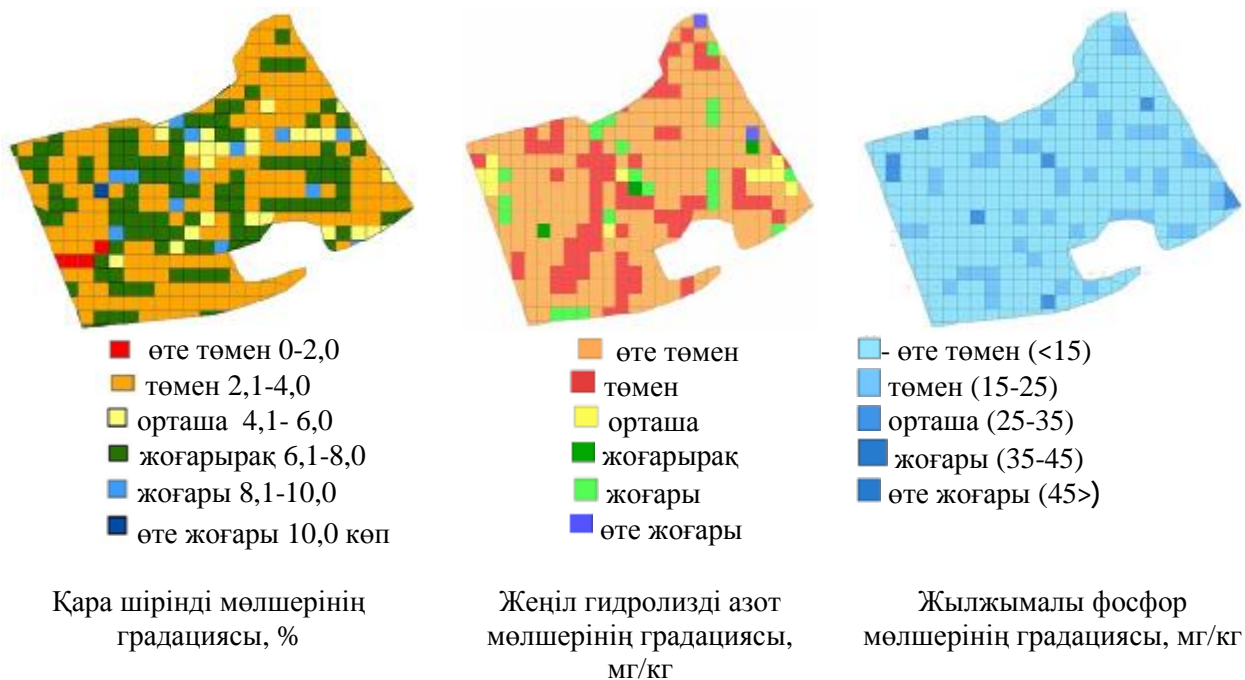 өте төмен 0-2,0
төмен 2,1-4,0
орташа 4,1- 6,0
жоғарырақ 6,1-8,0
жоғары 8,1-10,0
өте жоғары 10,0 көп
Қара шірінді мөлшерінің
градациясы, %
өте төмен
төмен
орташа
жоғарырақ
жоғары
өте жоғары
Жеңіл гидролизді азот
мөлшерінің градациясы,
мг/кг
- өте төмен (<15)
төмен (15-25)
орташа (25-35)
жоғары (35-45)
өте жоғары (45>)
Жылжымалы фосфор
мөлшерінің градациясы, мг/кг